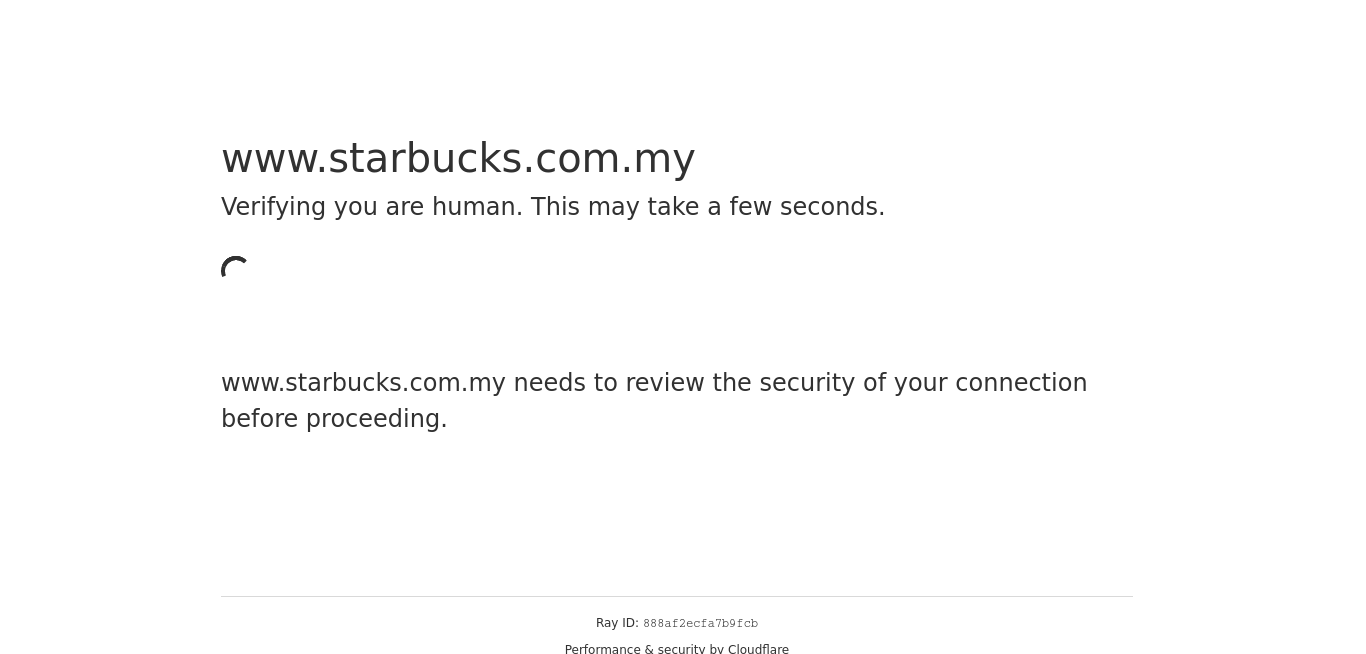 www.starbucks.com.my
Verifying you are human. This may take a few seconds.
www.starbucks.com.my needs to review the security of your connection
before proceeding.
Ray ID: 888af2ecfa7b9fcb
Performance & security by Cloudflare